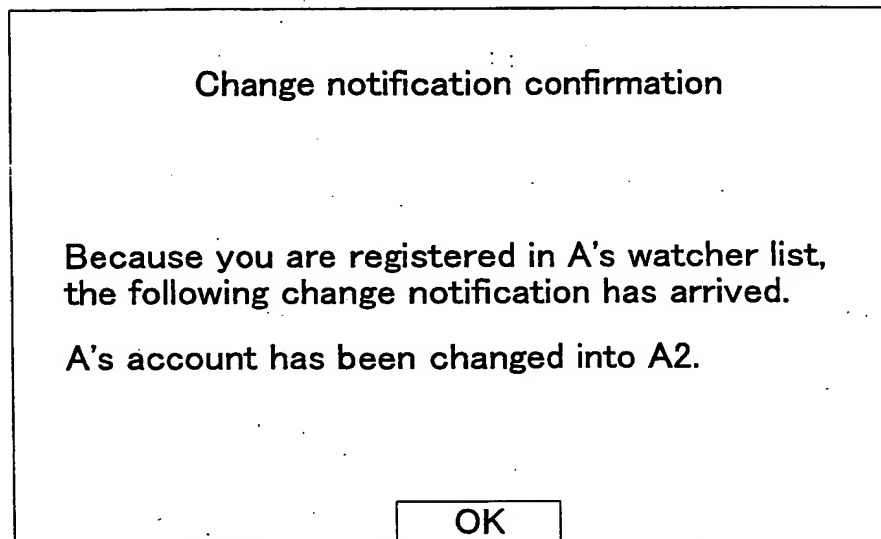 Change notification confirmation
Because you are registered in A's watcher list,
the following change notification has arrived.
A's account has been changed into A2.
OK